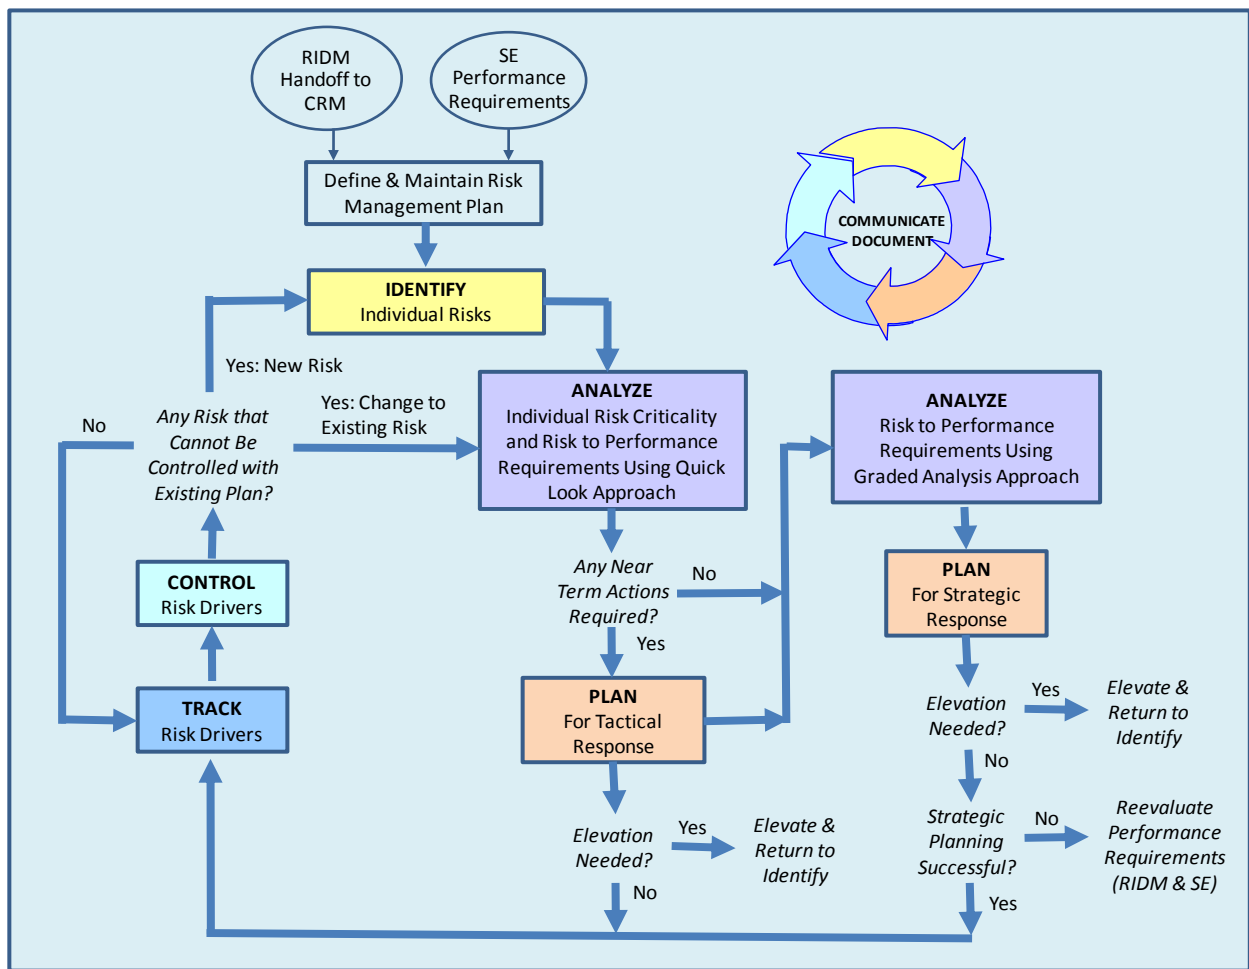 RIDM
Handoff to
CRM
SE
Performance
Requirements
Define & Maintain Risk
Management Plan
COMMUNICATE
DOCUMENT
IDENTIFY
Individual Risks
Yes: New Risk
No
Any Risk that
Cannot Be
Controlled with
Existing Plan?
Yes: Change to
Existing Risk
ANALYZE
Individual Risk Criticality
and Risk to Performance
Requirements Using Quick
Look Approach
ANALYZE
Risk to Performance
Requirements Using
Graded Analysis Approach
Any Near
Term Actions
Required?
No
Yes
CONTROL
Risk Drivers
TRACK
Risk Drivers
PLAN
For Tactical
Response
PLAN
For Strategic
Response
Elevation
Needed?
Yes
Elevate &
Return to
Identify
No
Elevation
Needed?
Yes
Elevate &
Return to
Identify
No
Strategic
Planning
Successful?
No
Reevaluate
Performance
Requirements
(RIDM & SE)
Yes